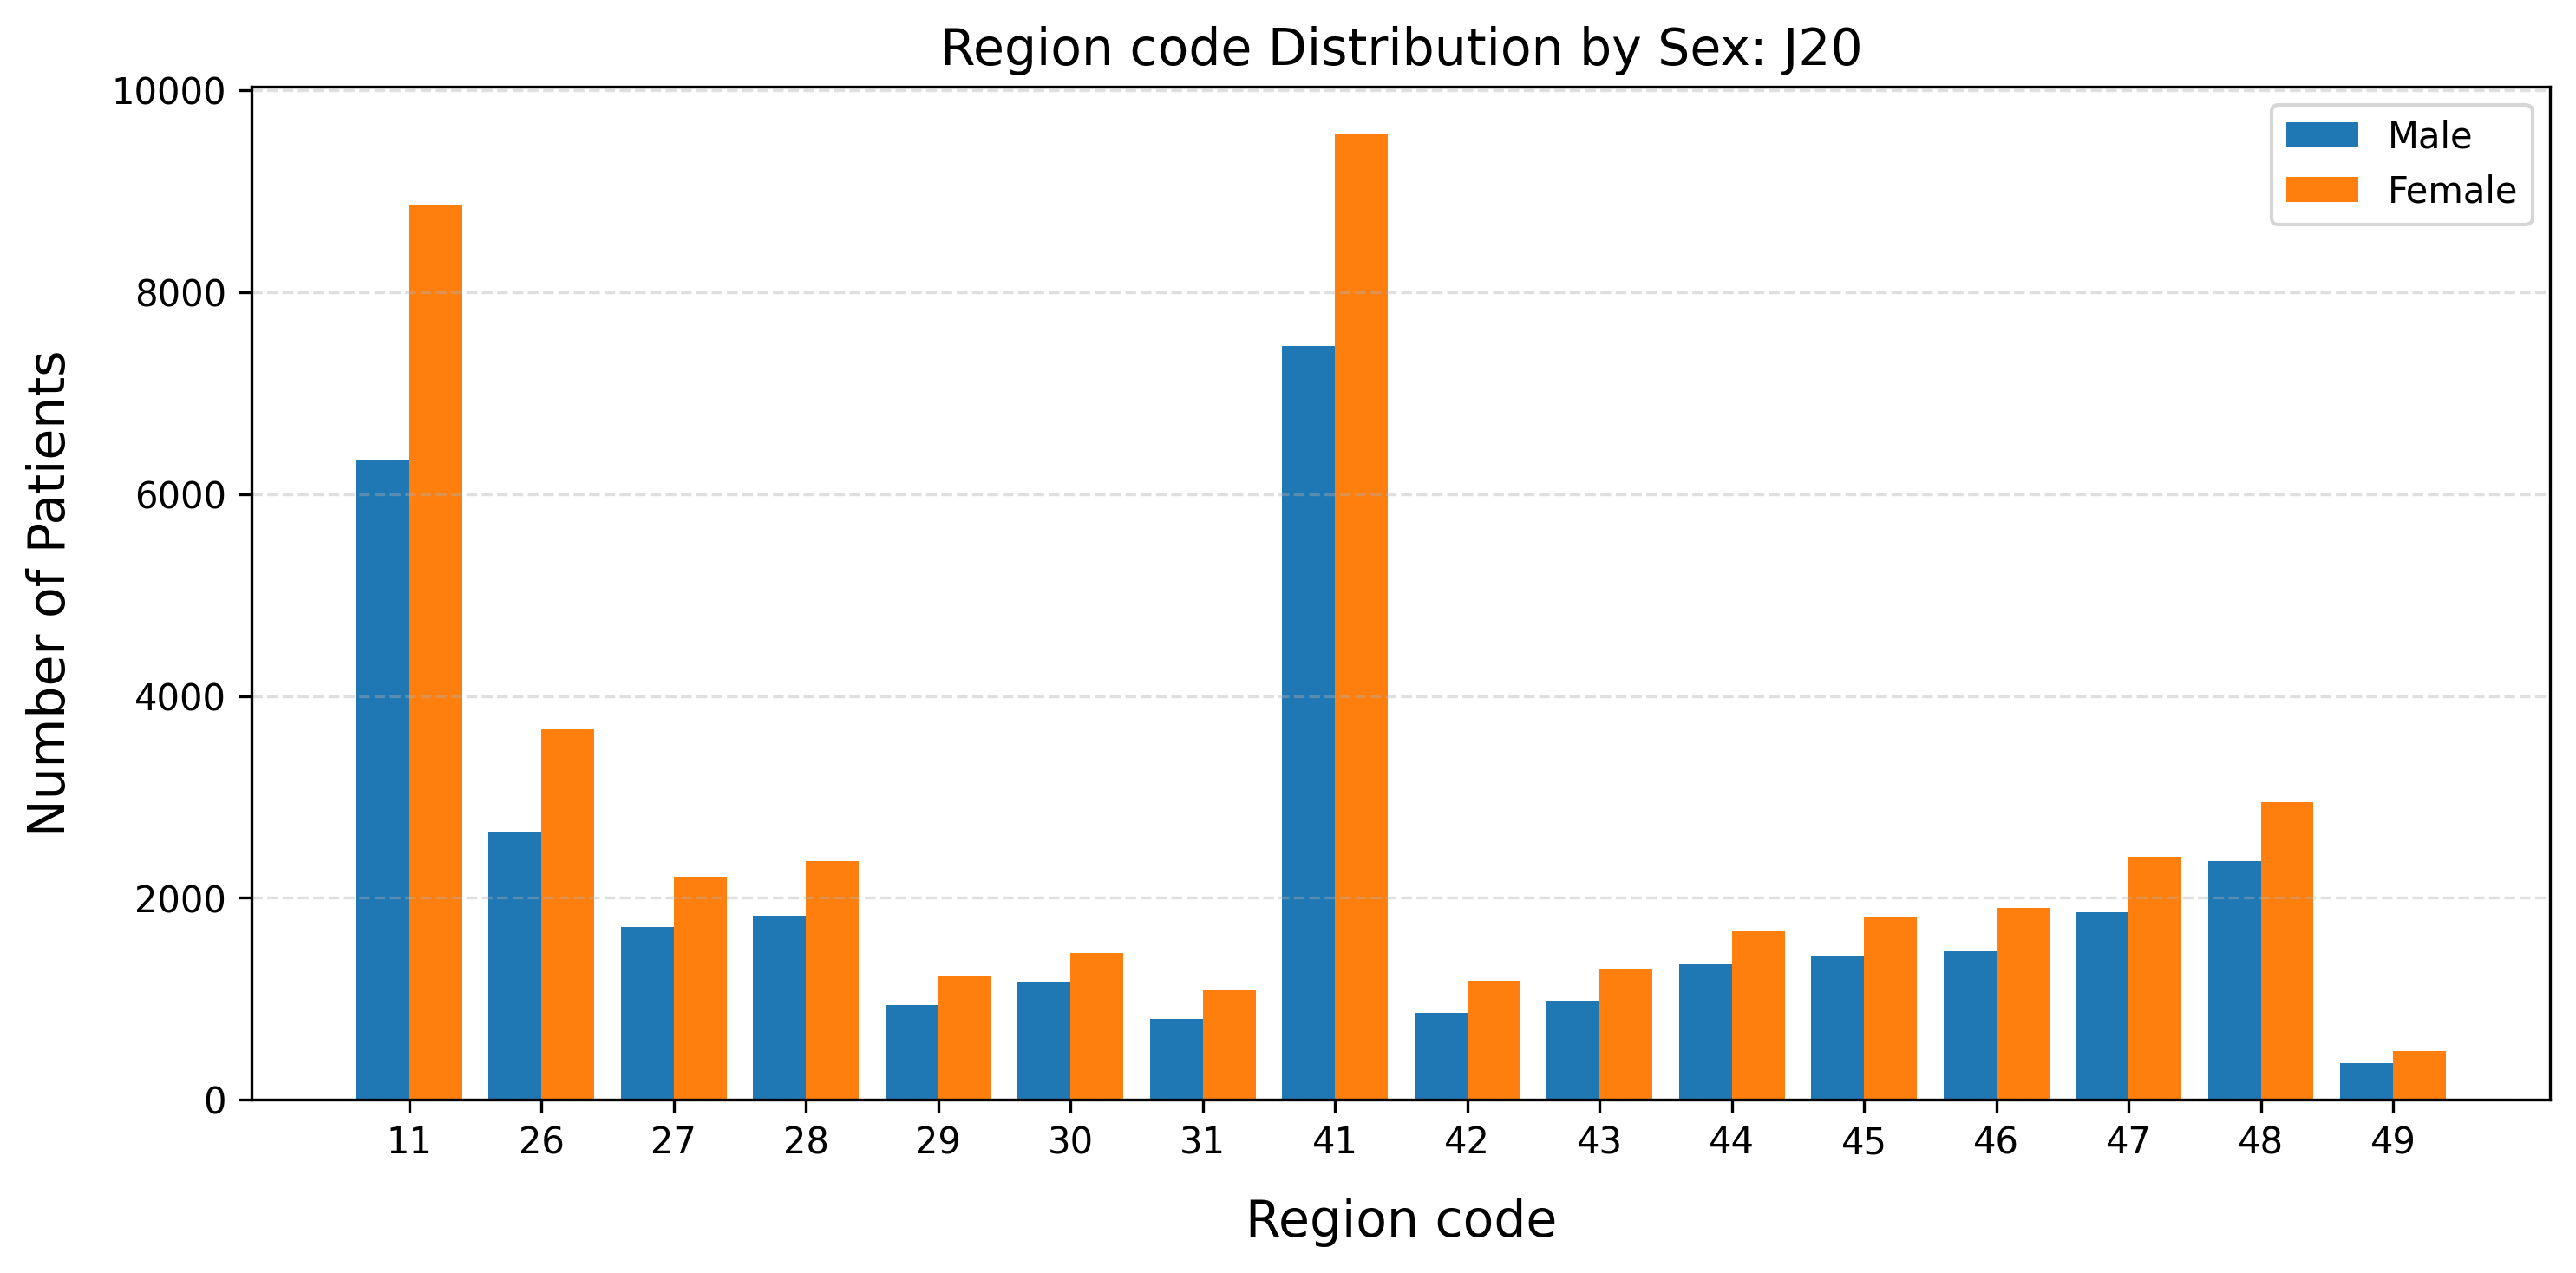 Region code Distribution by Sex: J20
10000
8000
6000
4000
2000
0
Number of Patients
Male
Female
11 26 27 28 29 30 31 41 42 43 44 45 46 47 48 49
Region code